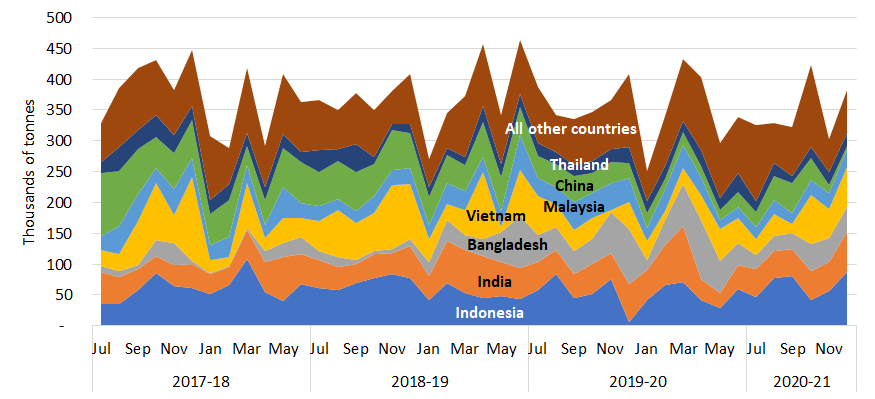 500
450
400
350
300
250
200
150
100
50
-
Thousands of tonnes
All other countries
Thailand
China
Malaysia
Vietnam
Bangladesh
India
Indonesia
Jul Sep Nov Jan Mar May Jul Sep Nov Jan Mar May Jul Sep Nov Jan Mar May Jul Sep Nov
2017-18 2018-19 2019-20 2020-21